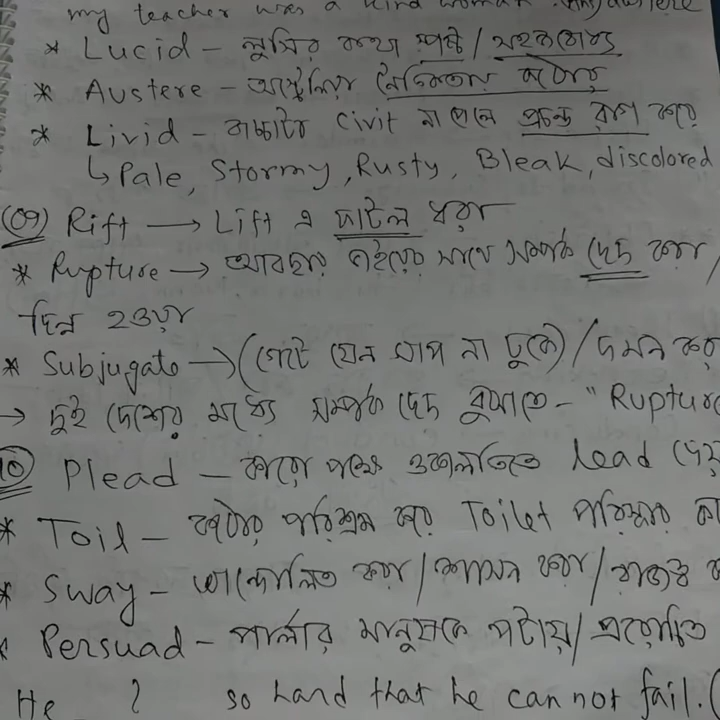 my teacher was a kind woman.
* Lucid – লুসির কথা স্পষ্ট / সহজবোধ্য
* Austere – অস্ট্রেলিয়া নৈতিকতায় কঠোর
* Livid – বাচ্চাটা civit না পেলে প্রচন্ড রাগ করে
↳ Pale, Stormy, Rusty, Bleak, discolored
(09) Rift → Lift এ ফাটল ধরা
* Rupture → সাথে সম্পর্ক ছেদ করা /
ছিন্ন হওয়া
* Subjugate → (গেটে যেন সাপ না ঢুকে) / দমন কর
→ দুই দেশের মধ্যে সম্পর্ক ছেদ বুঝাতে – "Rupture
10 Plead – কারো পক্ষে ওকালতিতে lead দেয়
* Toil – কঠোর পরিশ্রম করে Toilet পরিষ্কার কা
* Sway – আন্দোলিত করা / শাসন করা / রাজত্ব ক
* Persuad – পার্লার মানুষকে পটায় / প্ররোচিত
He _ ? so hard that he can not fail. (